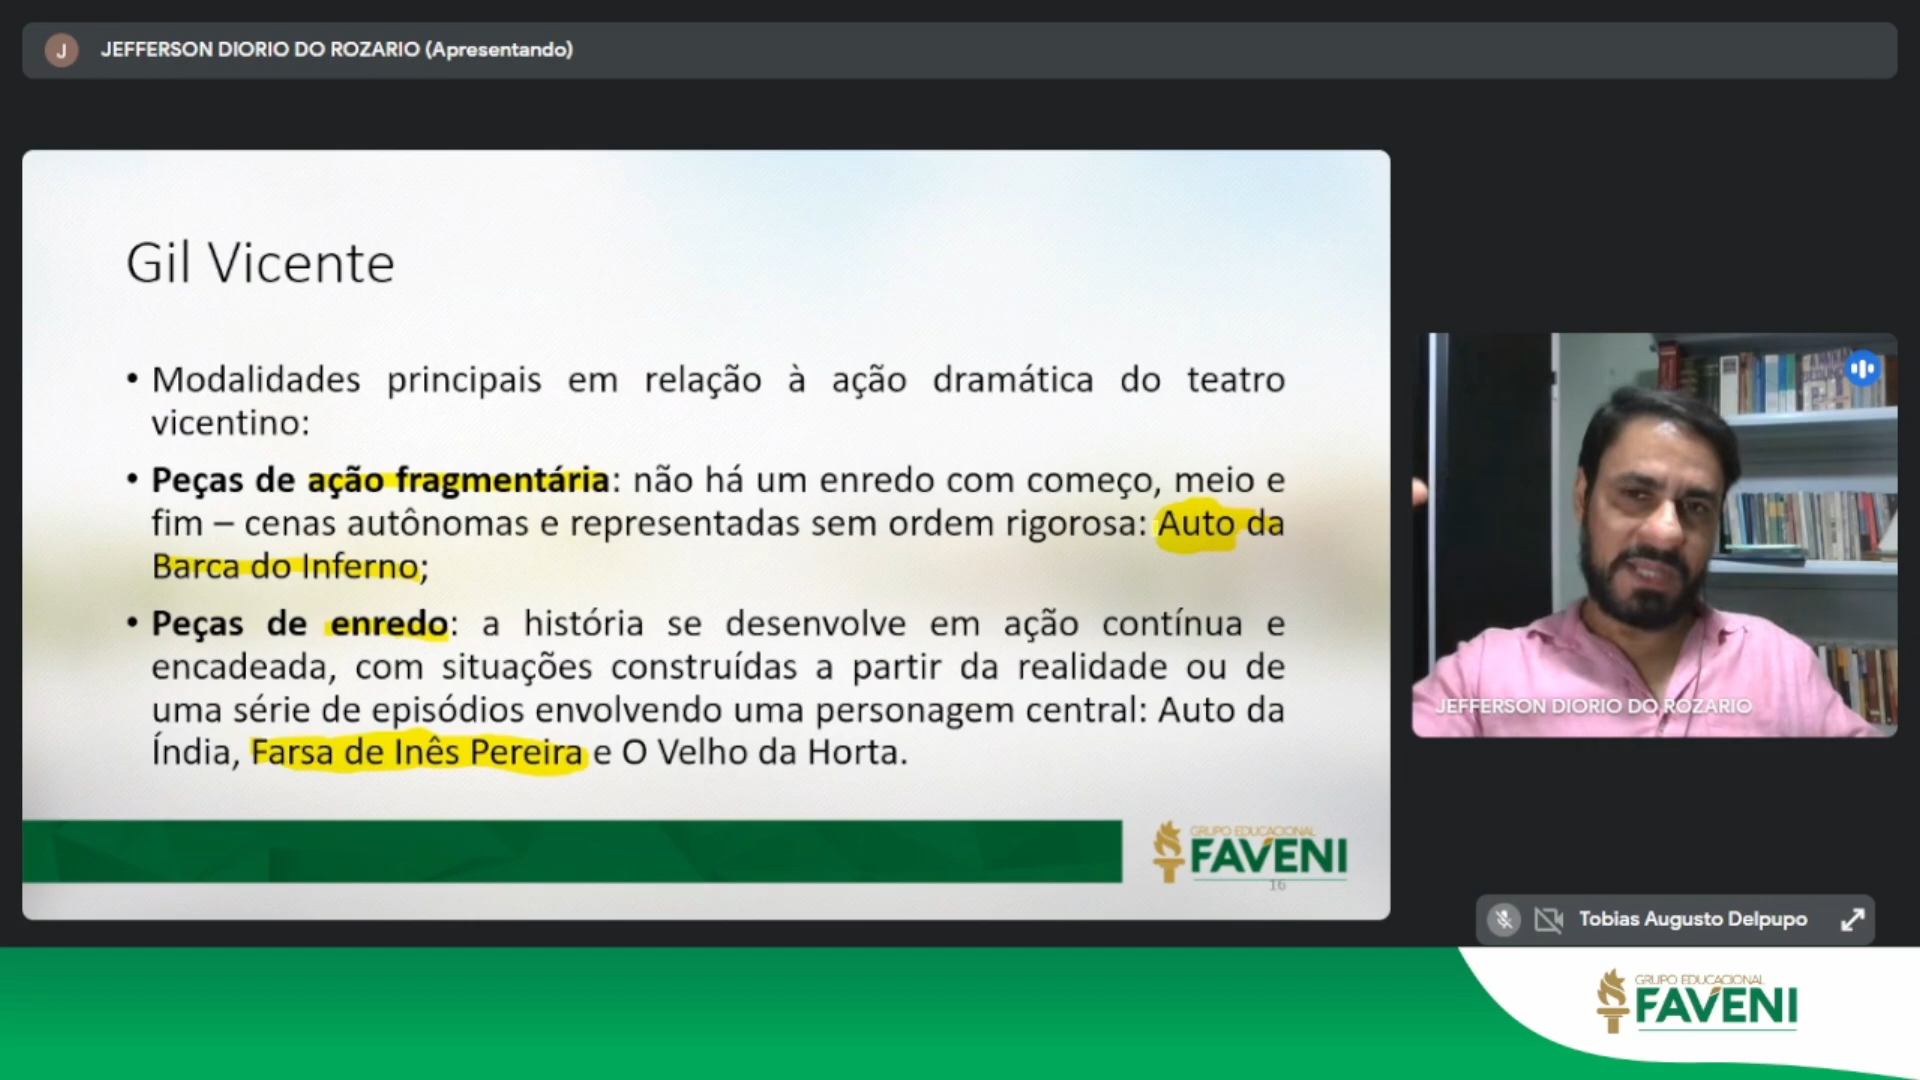 J JEFFERSON DIORIO DO ROZARIO (Apresentando)
Gil Vicente
• Modalidades principais em relação à ação dramática do teatro
vicentino:
• Peças de ação fragmentária: não há um enredo com começo, meio e
fim – cenas autônomas e representadas sem ordem rigorosa: Auto da
Barca do Inferno;
• Peças de enredo: a história se desenvolve em ação contínua e
encadeada, com situações construídas a partir da realidade ou de
uma série de episódios envolvendo uma personagem central: Auto da
Índia, Farsa de Inês Pereira e O Velho da Horta.
GRUPO EDUCACIONAL
FAVENI
16
JEFFERSON DIORIO DO ROZARIO
Tobias Augusto Delpupo
GRUPO EDUCACIONAL
FAVENI